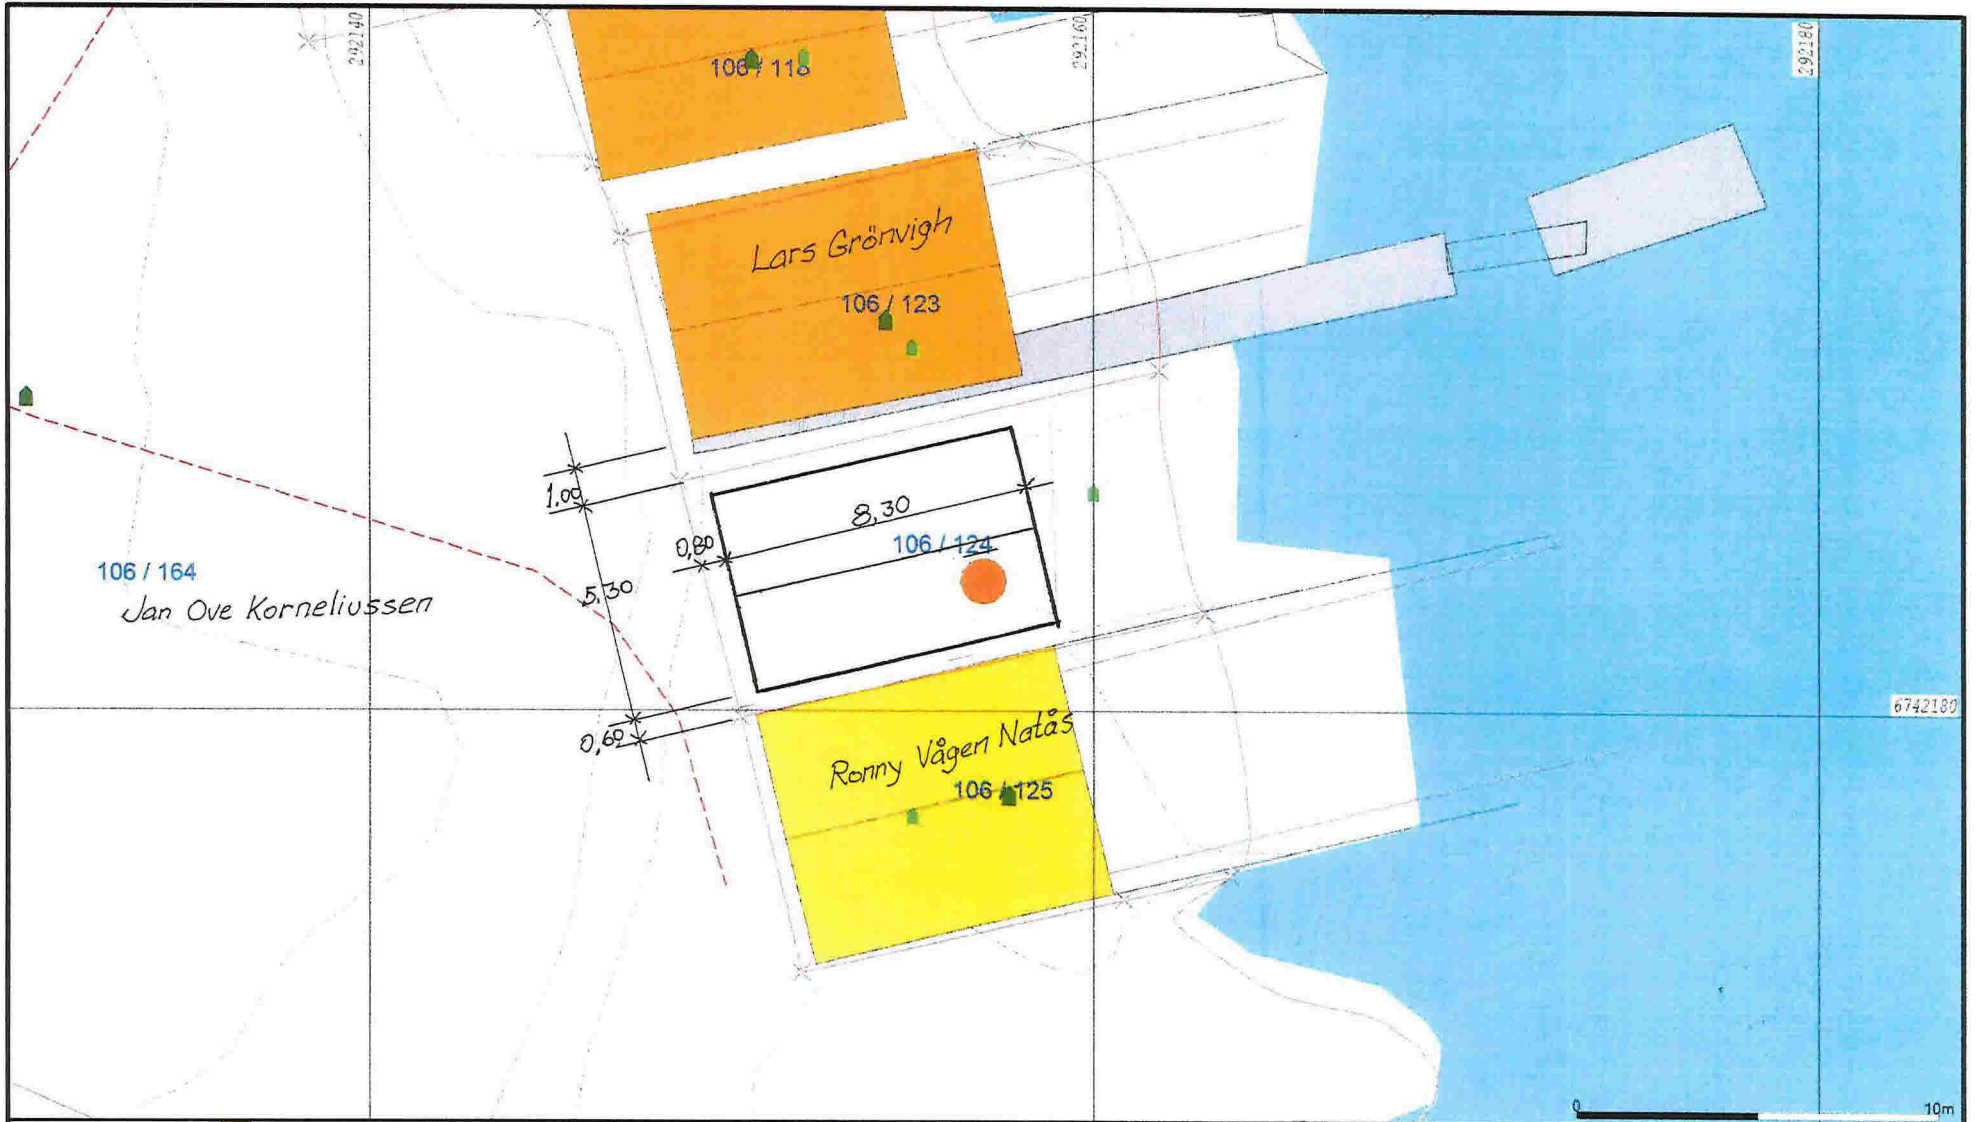 292140
292160
292180
106 / 118
Lars Grönvigh
106 / 123
1,00
8,30
0,80
106 / 124
106 / 164
5,30
Jan Ove Korneliussen
6742180
0,60
Ronny Vågen Natås
106 / 125
0
10m